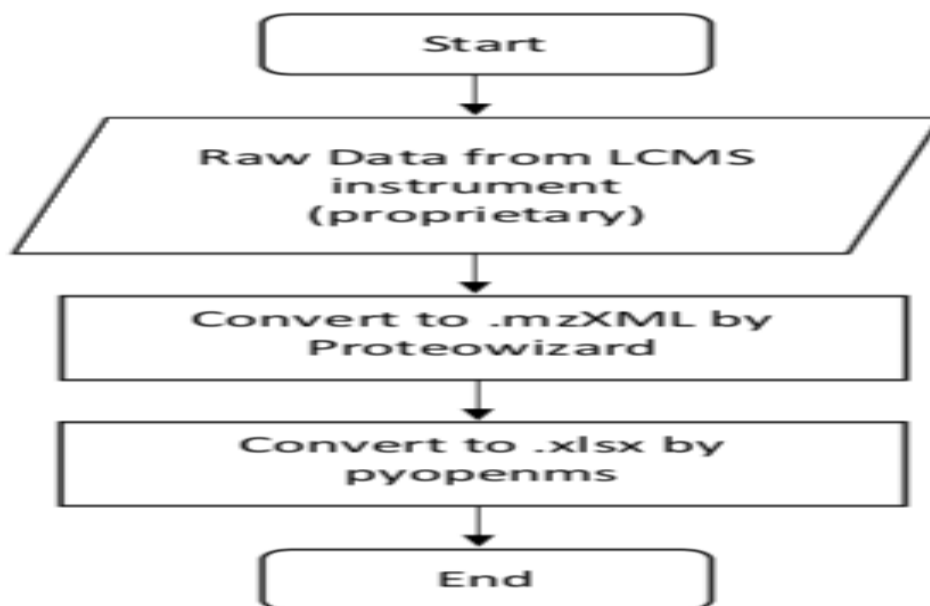 Start
Raw Data from LCMS
instrument
(proprietary)
Convert to .mzXML by
Proteowizard
Convert to .xlsx by
pyopenms
End